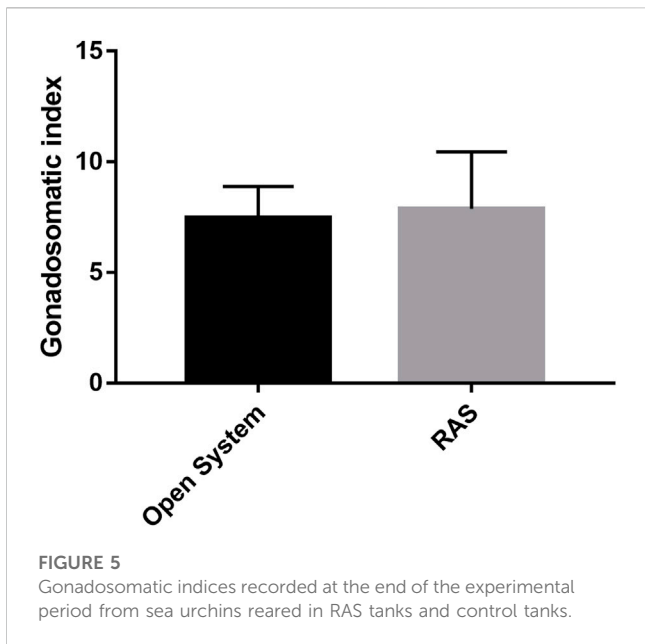 15
10
5
0
Gonadosomatic index
Open System
RAS
FIGURE 5
Gonadosomatic indices recorded at the end of the experimental
period from sea urchins reared in RAS tanks and control tanks.